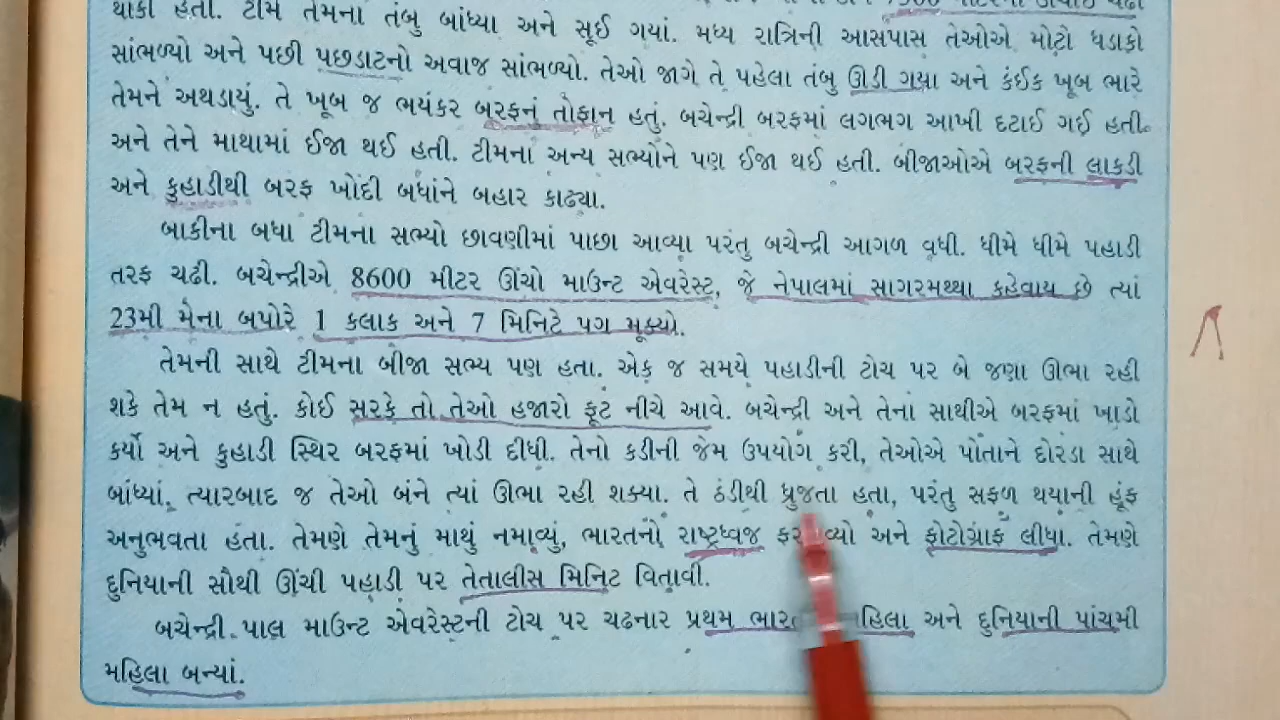 થાકી હતી. ટીમે તેમના તંબુ બાંધ્યા અને સૂઈ ગયાં. મધ્ય રાત્રિની આસપાસ તેઓએ મોટો ધડાકો
સાંભળ્યો અને પછી પછડાટનો અવાજ સાંભળ્યો. તેઓ જાગે તે પહેલા તંબુ ઊડી ગયા અને કંઈક ખૂબ ભારે
તેમને અથડાયું. તે ખૂબ જ ભયંકર બરફનું તોફાન હતું. બચેન્દ્રી બરફમાં લગભગ આખી દટાઈ ગઈ હતી.
અને તેને માથામાં ઈજા થઈ હતી. ટીમના અન્ય સભ્યોને પણ ઈજા થઈ હતી. બીજાઓએ બરફની લાકડી
અને કુહાડીથી બરફ ખોદી બધાંને બહાર કાઢ્યા.
બાકીના બધા ટીમના સભ્યો છાવણીમાં પાછા આવ્યા પરંતુ બચેન્દ્રી આગળ વધી. ધીમે ધીમે પહાડી
તરફ ચઢી. બચેન્દ્રીએ 8600 મીટર ઊંચો માઉન્ટ એવરેસ્ટ, જે નેપાલમાં સાગરમથ્થા કહેવાય છે ત્યાં
23મી મેના બપોરે 1 કલાક અને 7 મિનિટે પગ મૂક્યો.
તેમની સાથે ટીમના બીજા સભ્ય પણ હતા. એક જ સમયે પહાડીની ટોચ પર બે જણા ઊભા રહી
શકે તેમ ન હતું. કોઈ સરકે તો તેઓ હજારો ફૂટ નીચે આવે. બચેન્દ્રી અને તેનાં સાથીએ બરફમાં ખાડો
કર્યો અને કુહાડી સ્થિર બરફમાં ખોડી દીધી. તેનો કડીની જેમ ઉપયોગ કરી, તેઓએ પોતાને દોરડા સાથે
બાંધ્યાં, ત્યારબાદ જ તેઓ બંને ત્યાં ઊભા રહી શક્યા. તે ઠંડીથી ધ્રુજતા હતા, પરંતુ સફળ થયાની હૂંફ
અનુભવતા હતા. તેમણે તેમનું માથું નમાવ્યું, ભારતનો રાષ્ટ્રધ્વજ અને ફોટોગ્રાફ લીધા. તેમણે
દુનિયાની સૌથી ઊંચી પહાડી પર તેતાલીસ મિનિટ વિતાવી.
બચેન્દ્રી પાલ માઉન્ટ એવરેસ્ટની ટોચ પર ચઢનાર પ્રથમ અને દુનિયાની પાંચમી
મહિલા બન્યાં.